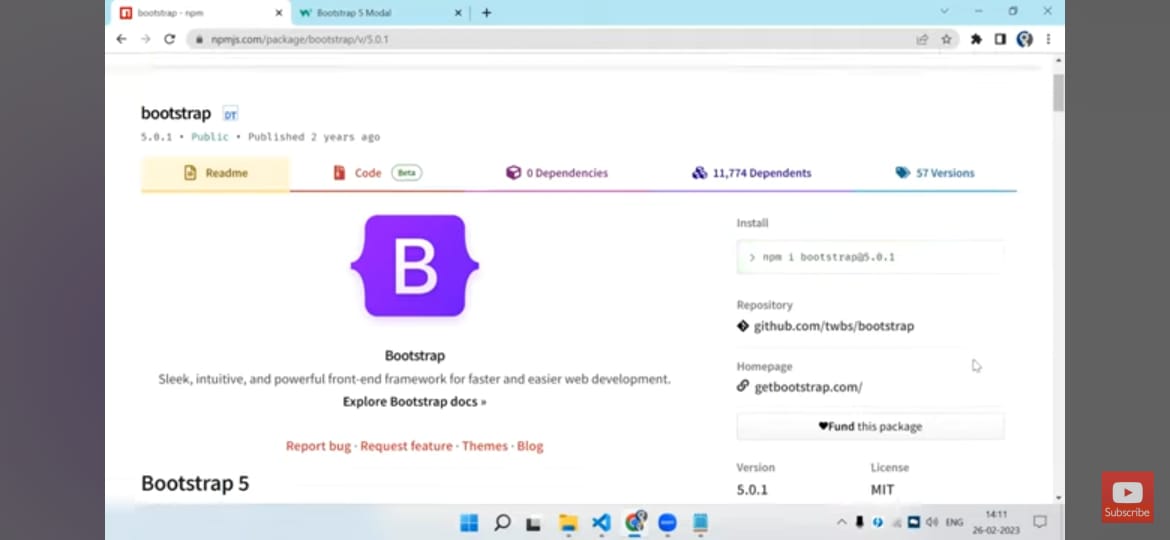 bootstrap - npm
Bootstrap 5 Modal
npmjs.com/package/bootstrap/v/5.0.1
bootstrap DT
5.0.1 • Public • Published 2 years ago
Readme
Code Beta
0 Dependencies
11,774 Dependents
57 Versions
B
Install
> npm i bootstrap@5.0.1
Repository
github.com/twbs/bootstrap
Bootstrap
Sleek, intuitive, and powerful front-end framework for faster and easier web development.
Explore Bootstrap docs »
Homepage
getbootstrap.com/
Fund this package
Report bug · Request feature · Themes · Blog
Version License
5.0.1 MIT
Bootstrap 5
ENG
14:11
26-02-2023
Subscribe